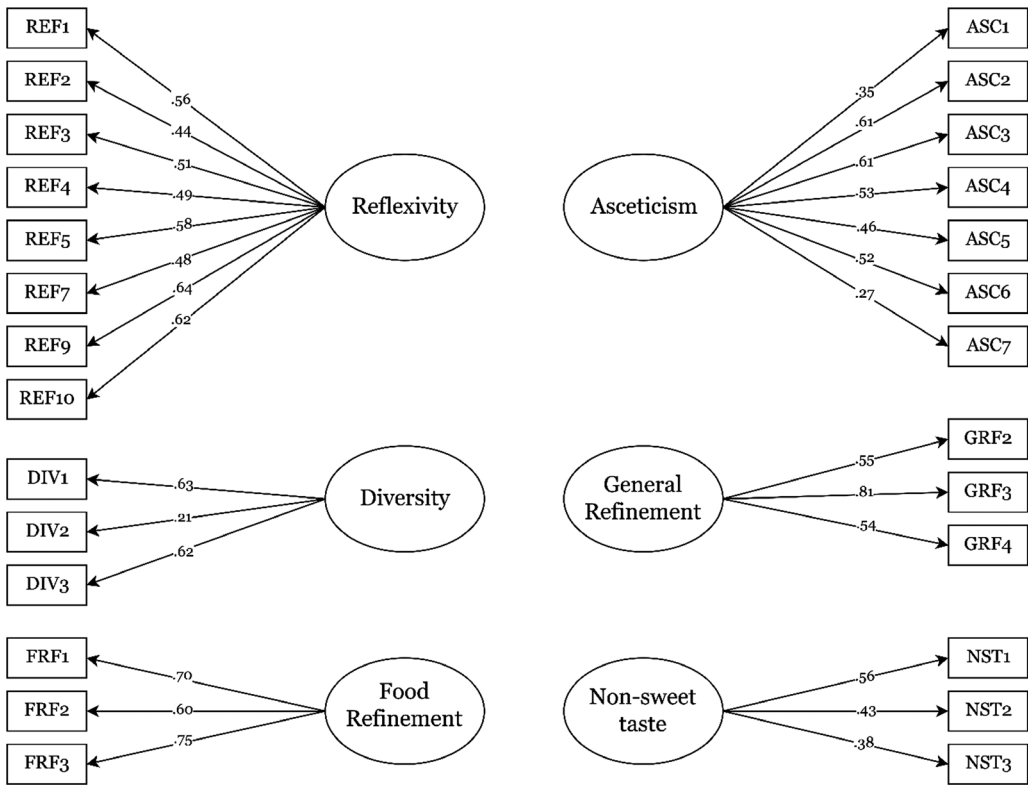 REF1
REF2
REF3
REF4
REF5
REF7
REF9
REF10
.56
.44
.51
.49
.58
.48
.64
.62
Reflexivity
Asceticism
.35
.61
.61
.53
.46
.52
.27
ASC1
ASC2
ASC3
ASC4
ASC5
ASC6
ASC7
DIV1
DIV2
DIV3
.63
.21
.62
Diversity
General
Refinement
.55
.81
.54
GRF2
GRF3
GRF4
FRF1
FRF2
FRF3
.70
.60
.75
Food
Refinement
Non-sweet
taste
.56
.43
.38
NST1
NST2
NST3